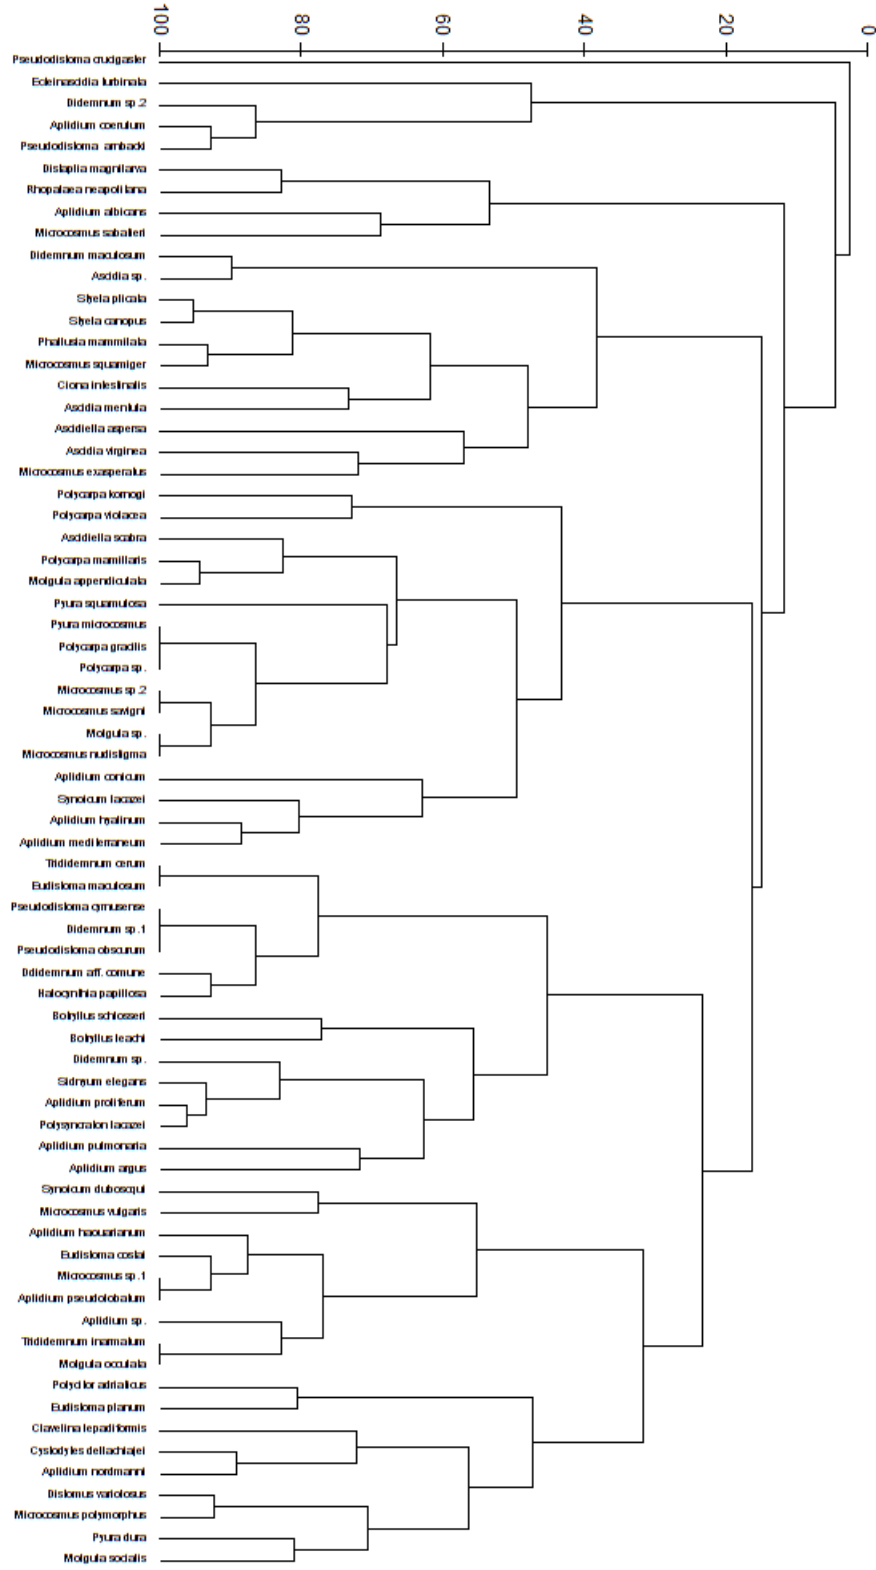 100
80
60
40
20
0
Pseudodistoma crucigaster
Ecteinascidia turbinata
Didemnum sp.2
Aplidium coerulum
Pseudodistoma arnbacki
Distaplia magnilarva
Rhopalaea neapolitana
Aplidium albicans
Microcosmus sabatieri
Didemnum maculosum
Ascidia sp.
Styela plicata
Styela canopus
Phallusia mammilata
Microcosmus squamiger
Ciona intestinalis
Ascidia mentula
Ascidiella aspersa
Ascidia virginea
Microcosmus exasperatus
Polycarpa kornogi
Polycarpa violacea
Ascidiella scabra
Polycarpa mamillaris
Molgula appendiculata
Pyura squamulosa
Pyura microcosmus
Polycarpa gracilis
Polycarpa sp.
Microcosmus sp.2
Microcosmus savigni
Molgula sp.
Microcosmus nudistigma
Aplidium conicum
Synoicum lacazei
Aplidium hyalinum
Aplidium mediterraneum
Trididemnum cerum
Eudistoma maculosum
Pseudodistoma cyrnusense
Didemnum sp.1
Pseudodistoma obscurum
Ddidemnum aff. comune
Halocynthia papillosa
Botryllus schlosseri
Botryllus leachi
Didemnum sp.
Sidnyum elegans
Aplidium proliferum
Polysyncraton lacazei
Aplidium pulmonaria
Aplidium argus
Synoicum duboscqui
Microcosmus vulgaris
Aplidium haouarianum
Eudistoma costai
Microcosmus sp.1
Aplidium pseudolobatum
Aplidium sp.
Trididemnum inarmatum
Molgula occulata
Polycitor adriaticus
Eudistoma planum
Clavelina lepadiformis
Cystodytes dellachiajei
Aplidium nordmanni
Distomus variolosus
Microcosmus polymorphus
Pyura dura
Molgula socialis